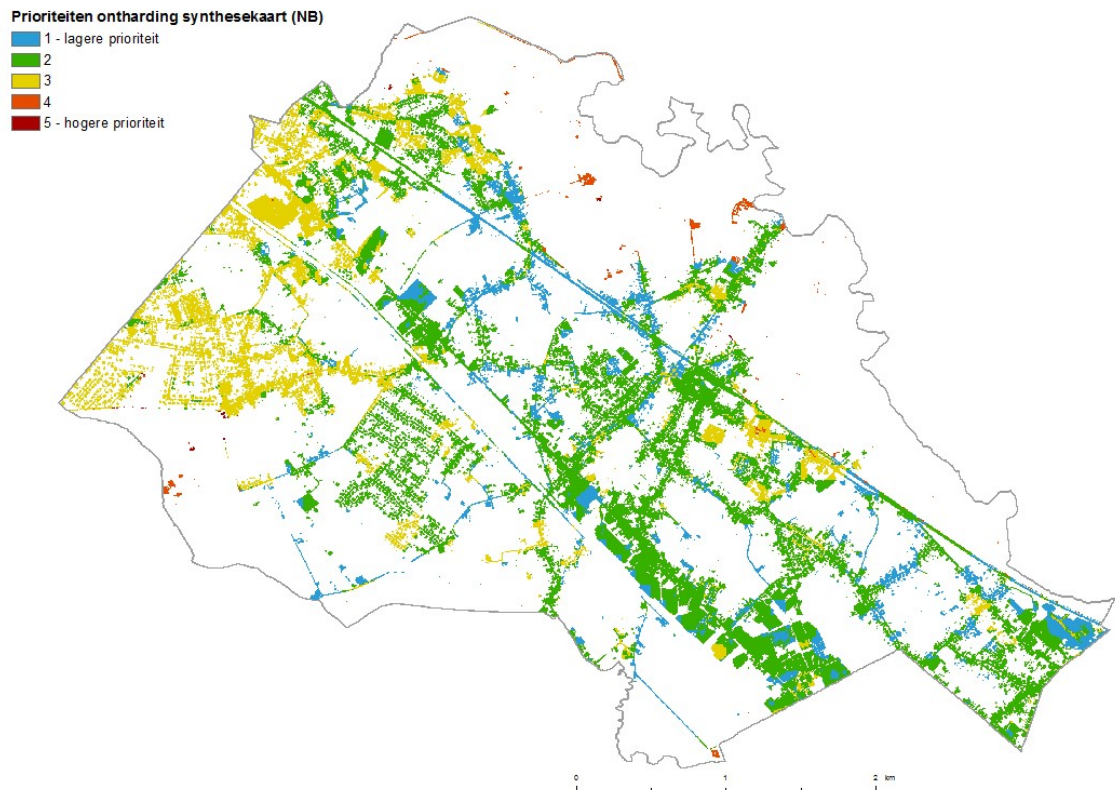 Prioriteiten ontharding synthesekaart (NB)
1 - lagere prioriteit
2
3
4
5 - hogere prioriteit
0 1 2 km